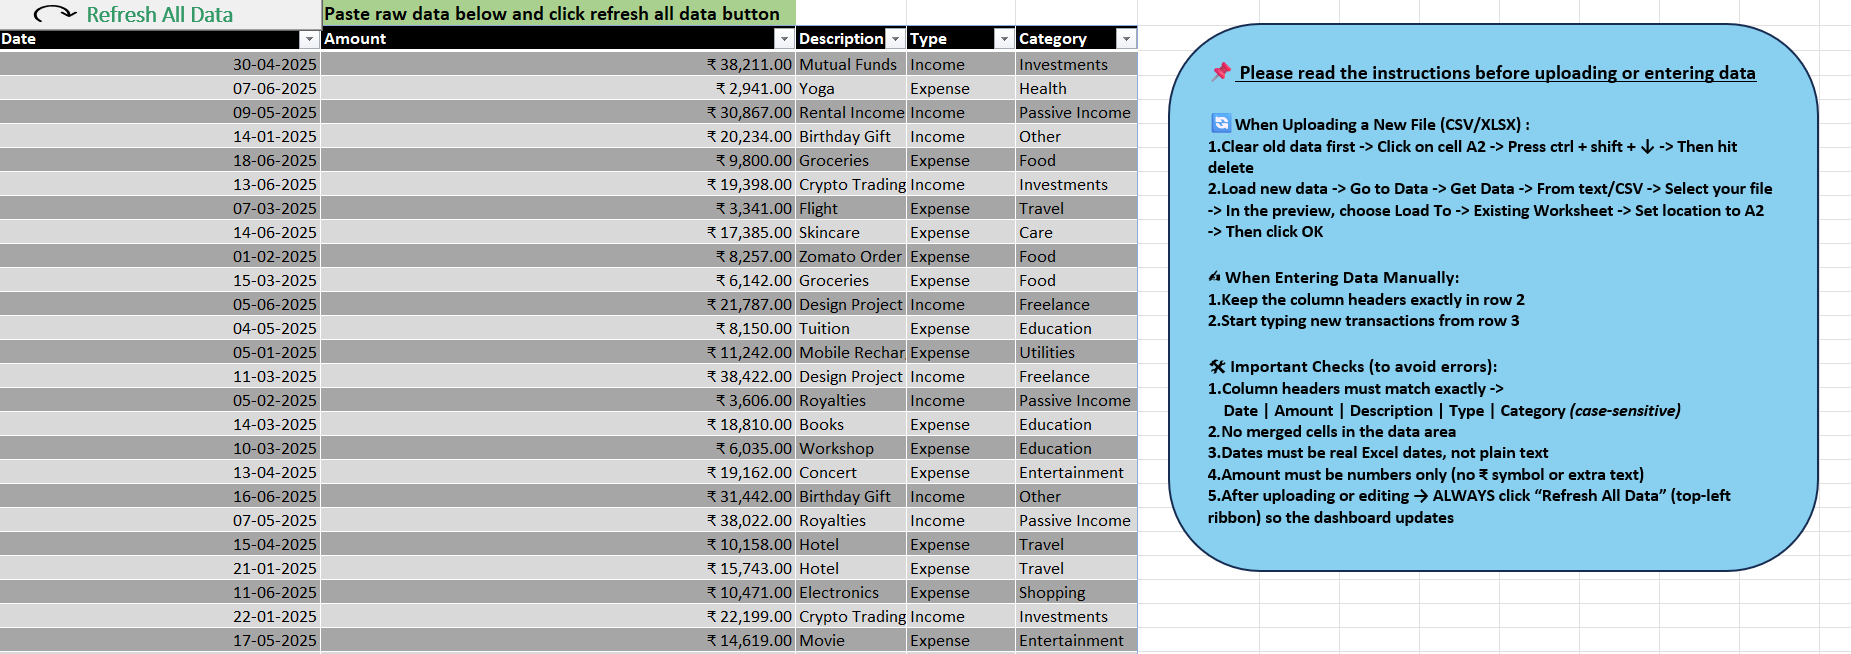 Refresh All Data
Paste raw data below and click refresh all data button
Date Amount Description Type Category
30-04-2025 ₹ 38,211.00 Mutual Funds Income Investments
07-06-2025 ₹ 2,941.00 Yoga Expense Health
09-05-2025 ₹ 30,867.00 Rental Income Income Passive Income
14-01-2025 ₹ 20,234.00 Birthday Gift Income Other
18-06-2025 ₹ 9,800.00 Groceries Expense Food
13-06-2025 ₹ 19,398.00 Crypto Trading Income Investments
07-03-2025 ₹ 3,341.00 Flight Expense Travel
14-06-2025 ₹ 17,385.00 Skincare Expense Care
01-02-2025 ₹ 8,257.00 Zomato Order Expense Food
15-03-2025 ₹ 6,142.00 Groceries Expense Food
05-06-2025 ₹ 21,787.00 Design Project Income Freelance
04-05-2025 ₹ 8,150.00 Tuition Expense Education
05-01-2025 ₹ 11,242.00 Mobile Rechar Expense Utilities
11-03-2025 ₹ 38,422.00 Design Project Income Freelance
05-02-2025 ₹ 3,606.00 Royalties Income Passive Income
14-03-2025 ₹ 18,810.00 Books Expense Education
10-03-2025 ₹ 6,035.00 Workshop Expense Education
13-04-2025 ₹ 19,162.00 Concert Expense Entertainment
16-06-2025 ₹ 31,442.00 Birthday Gift Income Other
07-05-2025 ₹ 38,022.00 Royalties Income Passive Income
15-04-2025 ₹ 10,158.00 Hotel Expense Travel
21-01-2025 ₹ 15,743.00 Hotel Expense Travel
11-06-2025 ₹ 10,471.00 Electronics Expense Shopping
22-01-2025 ₹ 22,199.00 Crypto Trading Income Investments
17-05-2025 ₹ 14,619.00 Movie Expense Entertainment
📌 Please read the instructions before uploading or entering data
🔄 When Uploading a New File (CSV/XLSX) :
1.Clear old data first -> Click on cell A2 -> Press ctrl + shift + ↓ -> Then hit
delete
2.Load new data -> Go to Data -> Get Data -> From text/CSV -> Select your file
-> In the preview, choose Load To -> Existing Worksheet -> Set location to A2
-> Then click OK
✍ When Entering Data Manually:
1.Keep the column headers exactly in row 2
2.Start typing new transactions from row 3
🛠 Important Checks (to avoid errors):
1.Column headers must match exactly ->
Date | Amount | Description | Type | Category (case-sensitive)
2.No merged cells in the data area
3.Dates must be real Excel dates, not plain text
4.Amount must be numbers only (no ₹ symbol or extra text)
5.After uploading or editing → ALWAYS click “Refresh All Data” (top-left
ribbon) so the dashboard updates